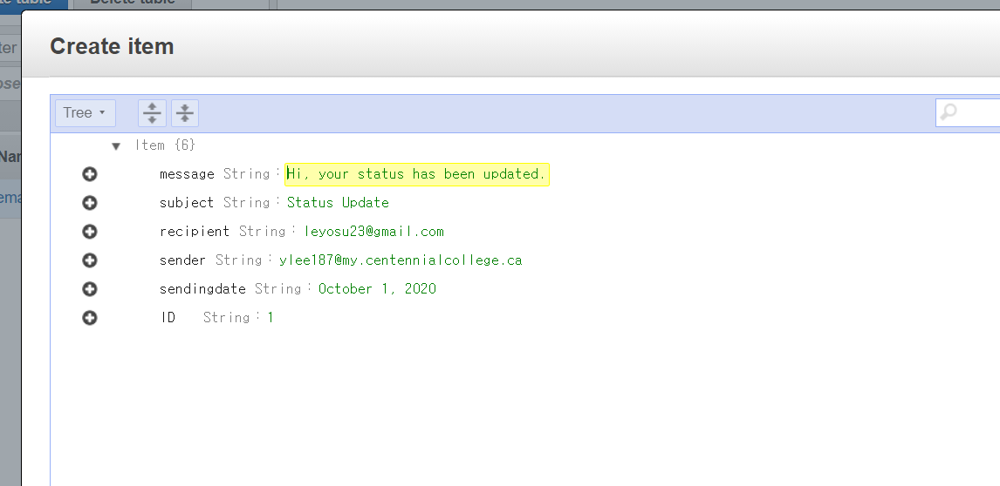 te table Delete table
Create item
Tree
Item {6}
message String : Hi, your status has been updated.
subject String : Status Update
recipient String : leyosu23@gmail.com
sender String : ylee187@my.centennialcollege.ca
sendingdate String : October 1, 2020
ID String : 1